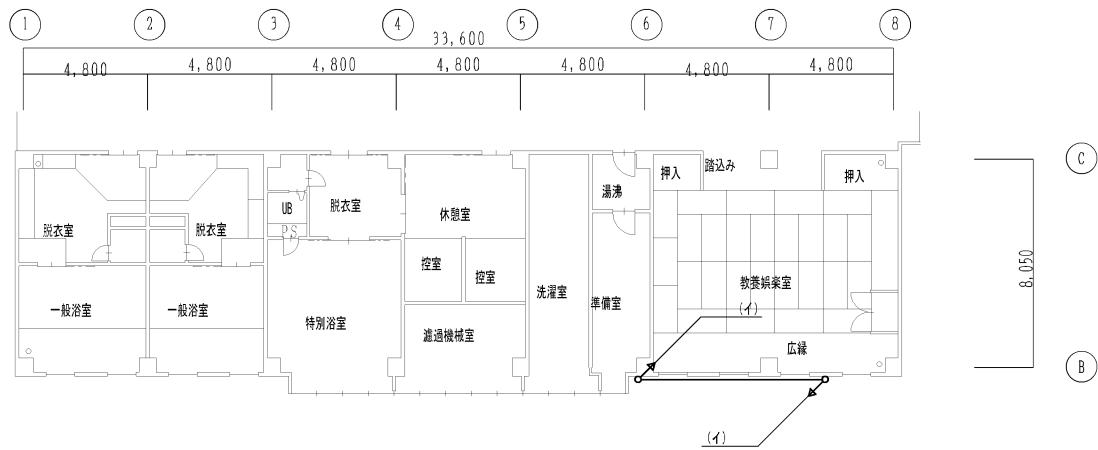 1 2 3 4 5 6 7 8
33,600
4,800 4,800 4,800 4,800 4,800 4,800 4,800
C
押入 踏込み 押入
湯沸
UB 脱衣室 休憩室
脱衣室 脱衣室 PS
控室 控室
8,050
教養娯楽室
洗濯室 準備室
一般浴室 一般浴室 特別浴室 濾過機械室
(イ)
広縁
B
(イ)